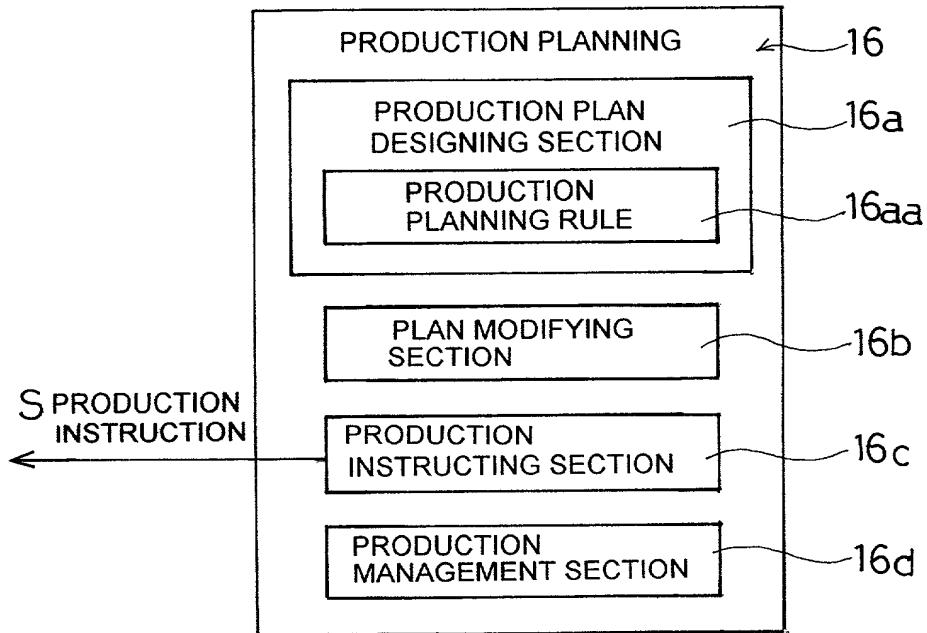 PRODUCTION PLANNING
16
PRODUCTION PLAN
DESIGNING SECTION
16a
PRODUCTION
PLANNING RULE
16aa
PLAN MODIFYING
SECTION
16b
S PRODUCTION
INSTRUCTION
PRODUCTION
INSTRUCTING SECTION
16c
PRODUCTION
MANAGEMENT SECTION
16d